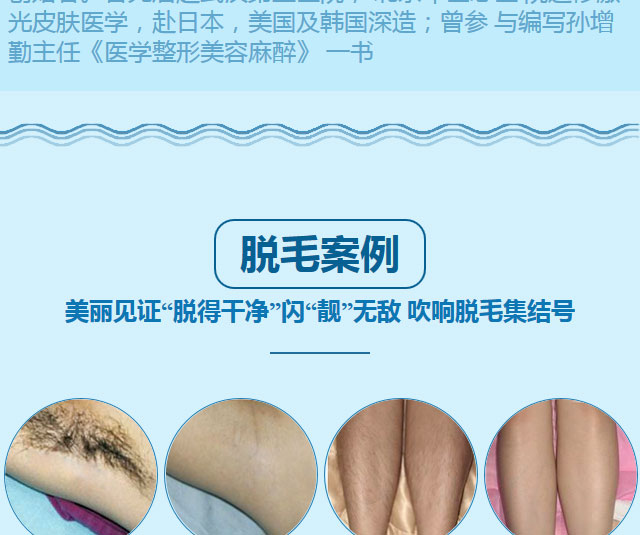 光皮肤医学，赴日本，美国及韩国深造；曾参 与编写孙增
勤主任《医学整形美容麻醉》 一书
脱毛案例
美丽见证“脱得干净”闪“靓”无敌 吹响脱毛集结号